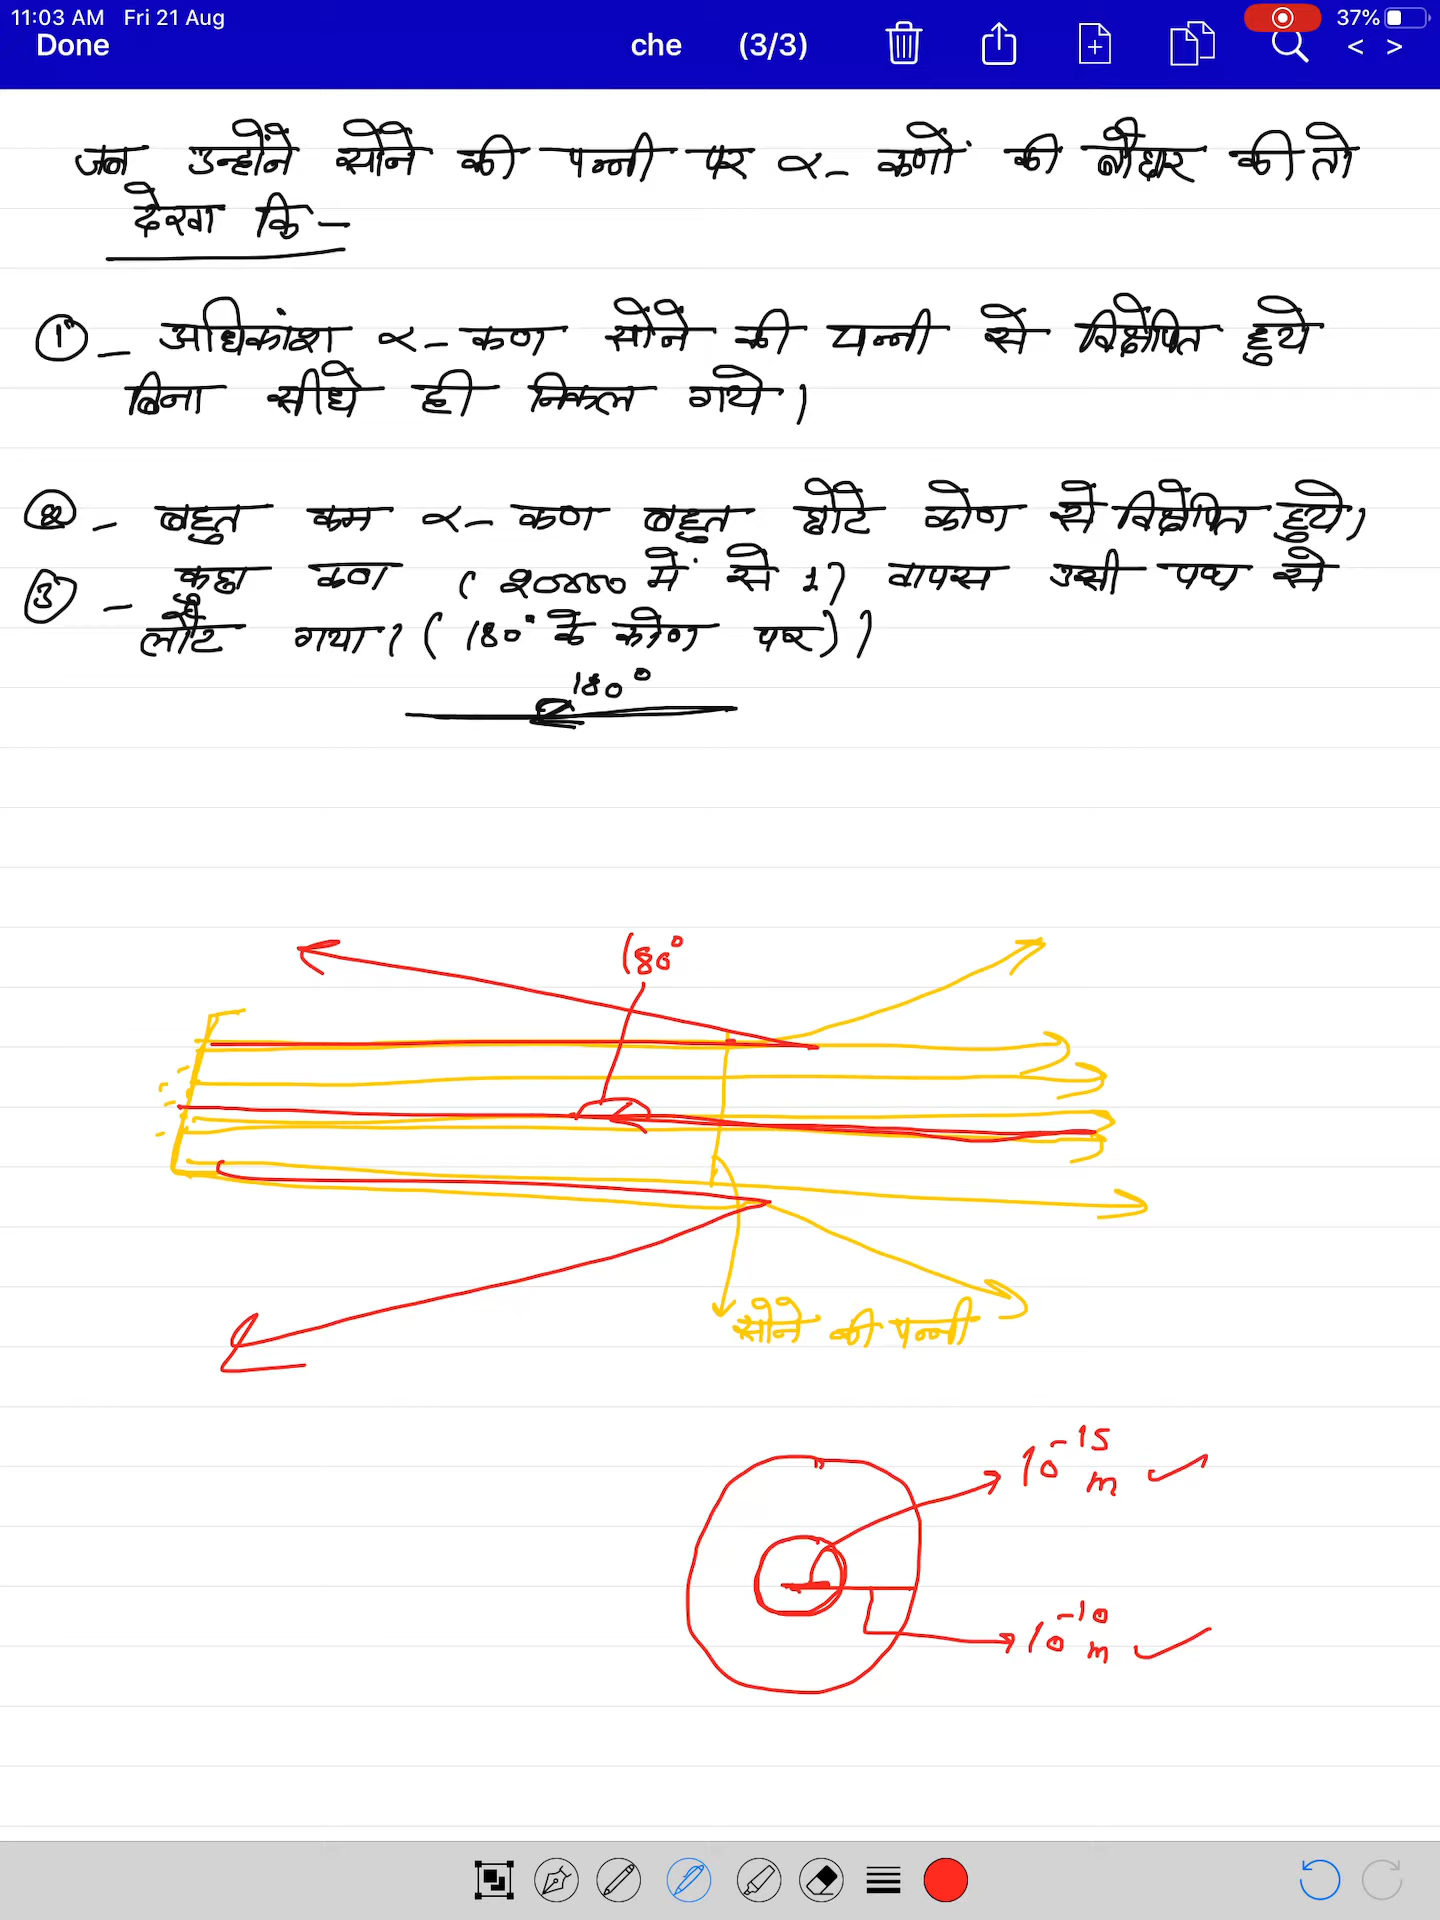 11:03 AM Fri 21 Aug
37%
Done
che (3/3)
जब उन्होंने सोने की पन्नी पर α- कणों की बौछार की तो
देखा कि –
① – अधिकांश α- कण सोने की पन्नी से विक्षेपित हुये
बिना सीधे ही निकल गये।
② – बहुत कम α- कण बहुत छोटे कोण से विक्षेपित हुये।
③ – कुछ कण (20000 में से 1) वापस उसी पथ से
लौट गया। (180° के कोण पर)।
180°
180°
सोने की पन्नी
10⁻¹⁵ m
10⁻¹⁰ m